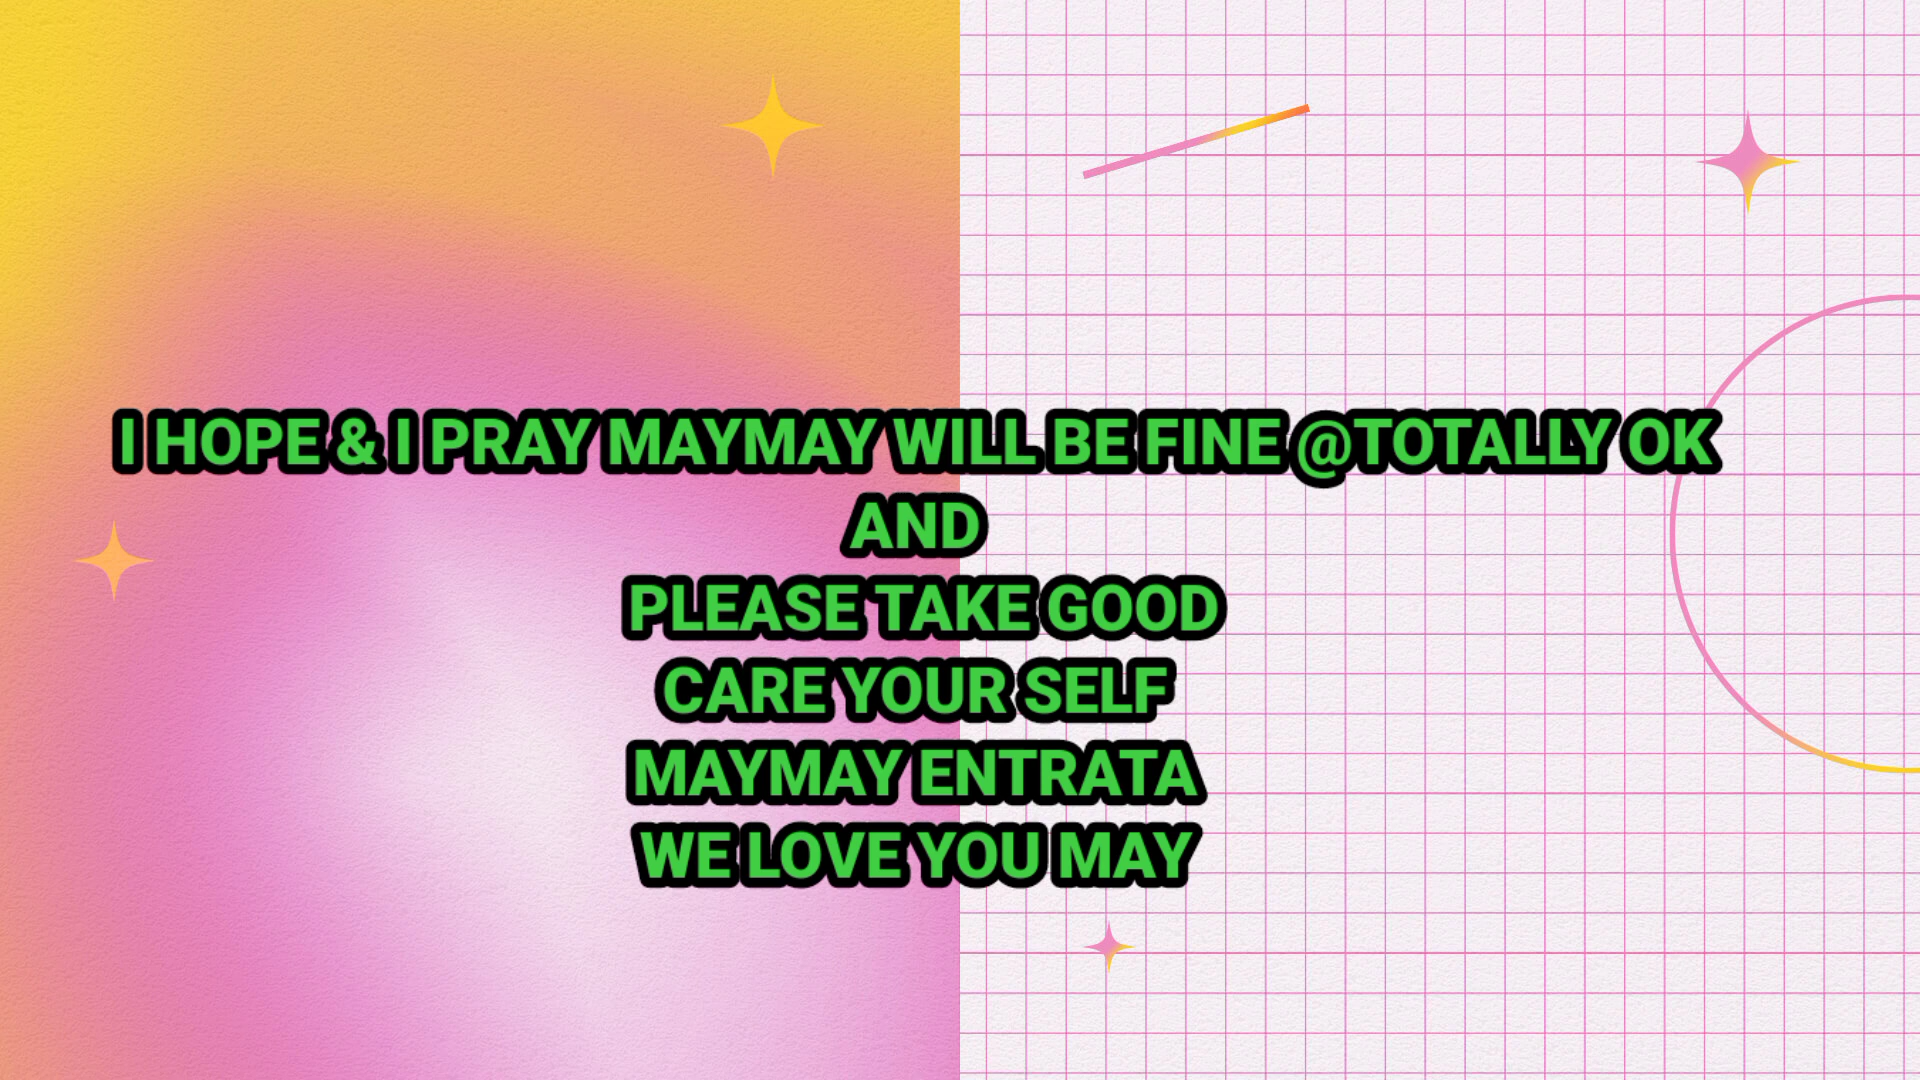 I HOPE & I PRAY MAYMAY WILL BE FINE @TOTALLY OK
AND
PLEASE TAKE GOOD
CARE YOUR SELF
MAYMAY ENTRATA
WE LOVE YOU MAY